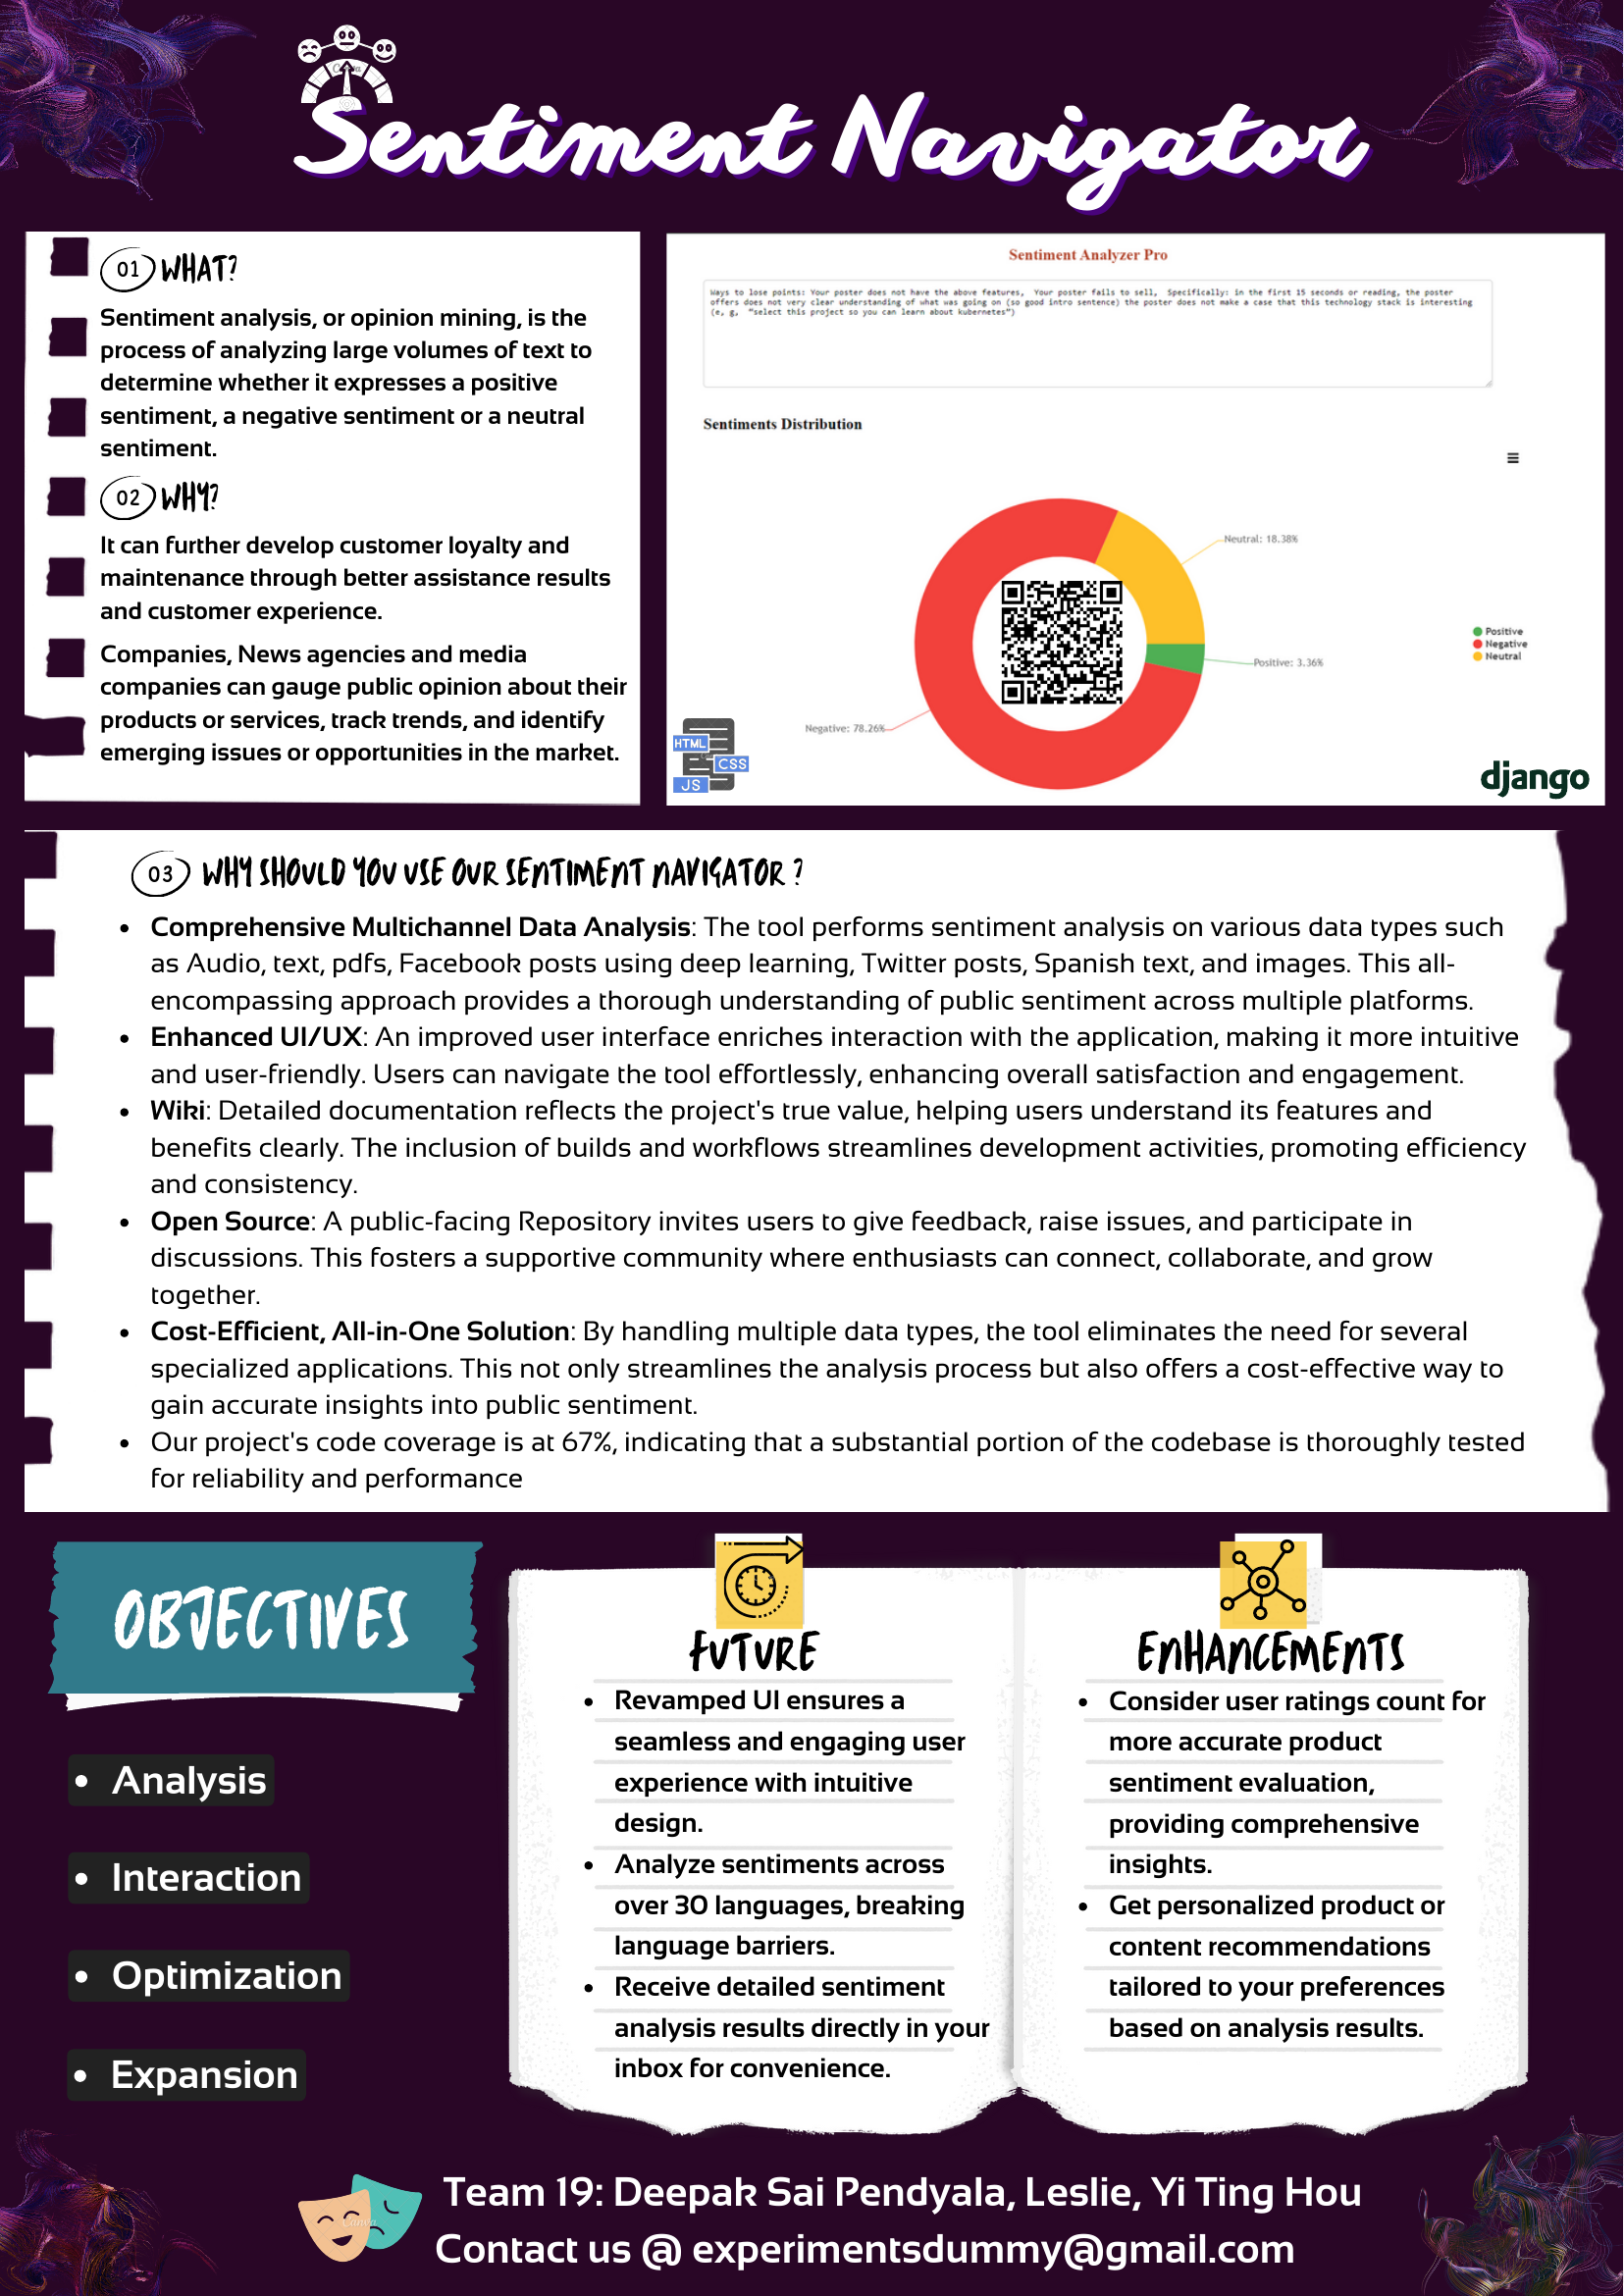 Sentiment Navigator
01 WHAT?
Sentiment analysis, or opinion mining, is the
process of analyzing large volumes of text to
determine whether it expresses a positive
sentiment, a negative sentiment or a neutral
sentiment.
02 WHY?
It can further develop customer loyalty and
maintenance through better assistance results
and customer experience.
Companies, News agencies and media
companies can gauge public opinion about their
products or services, track trends, and identify
emerging issues or opportunities in the market.
Sentiment Analyzer Pro
Ways to lose points: Your poster does not have the above features, Your poster fails to sell, Specifically: in the first 15 seconds or reading, the poster
offers does not very clear understanding of what was going on (so good intro sentence) the poster does not make a case that this technology stack is interesting
(e, g, "select this project so you can learn about kubernetes")
Sentiments Distribution
Neutral: 18.38%
Positive: 3.36%
Negative: 78.26%
Positive
Negative
Neutral
HTML
CSS
JS
django
03 WHY SHOULD YOU USE OUR SENTIMENT NAVIGATOR ?
• Comprehensive Multichannel Data Analysis: The tool performs sentiment analysis on various data types such
as Audio, text, pdfs, Facebook posts using deep learning, Twitter posts, Spanish text, and images. This all-
encompassing approach provides a thorough understanding of public sentiment across multiple platforms.
• Enhanced UI/UX: An improved user interface enriches interaction with the application, making it more intuitive
and user-friendly. Users can navigate the tool effortlessly, enhancing overall satisfaction and engagement.
• Wiki: Detailed documentation reflects the project's true value, helping users understand its features and
benefits clearly. The inclusion of builds and workflows streamlines development activities, promoting efficiency
and consistency.
• Open Source: A public-facing Repository invites users to give feedback, raise issues, and participate in
discussions. This fosters a supportive community where enthusiasts can connect, collaborate, and grow
together.
• Cost-Efficient, All-in-One Solution: By handling multiple data types, the tool eliminates the need for several
specialized applications. This not only streamlines the analysis process but also offers a cost-effective way to
gain accurate insights into public sentiment.
• Our project's code coverage is at 67%, indicating that a substantial portion of the codebase is thoroughly tested
for reliability and performance
OBJECTIVES
• Analysis
• Interaction
• Optimization
• Expansion
FUTURE
• Revamped UI ensures a
seamless and engaging user
experience with intuitive
design.
• Analyze sentiments across
over 30 languages, breaking
language barriers.
• Receive detailed sentiment
analysis results directly in your
inbox for convenience.
ENHANCEMENTS
• Consider user ratings count for
more accurate product
sentiment evaluation,
providing comprehensive
insights.
• Get personalized product or
content recommendations
tailored to your preferences
based on analysis results.
Canva
Team 19: Deepak Sai Pendyala, Leslie, Yi Ting Hou
Contact us @ experimentsdummy@gmail.com